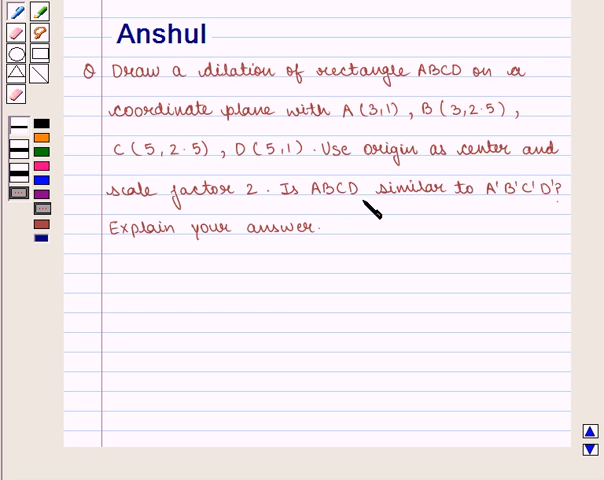 Anshul
Q Draw a dilation of rectangle ABCD on a
coordinate plane with A (3,1) , B (3,2.5) ,
C (5, 2.5) , D (5,1) . Use origin as center and
scale factor 2 . Is ABCD similar to A'B'C'D'?
Explain your answer.